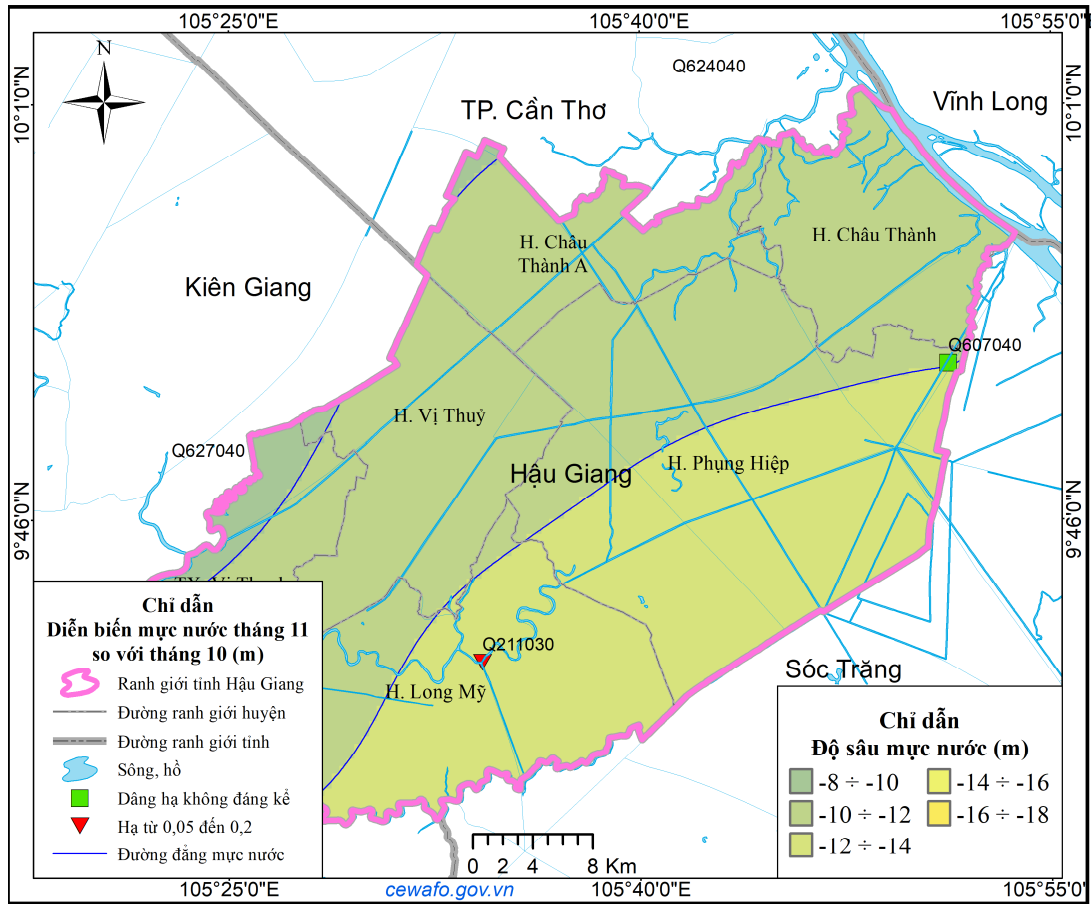 105°25'0"E
105°40'0"E
105°55'0"E
N
Q624040
10°1'0"N
10°1'0"N
TP. Cần Thơ
Vĩnh Long
H. Châu
Thành A
H. Châu Thành
Kiên Giang
Q607040
H. Vị Thuỷ
Q627040
H. Phụng Hiệp
Hậu Giang
9°46'0"N
9°46'0"N
Q211030
H. Long Mỹ
Sóc Trăng
Chỉ dẫn
Diễn biến mực nước tháng 11
so với tháng 10 (m)
Ranh giới tỉnh Hậu Giang
Đường ranh giới huyện
Đường ranh giới tỉnh
Sông, hồ
Dâng hạ không đáng kể
Hạ từ 0,05 đến 0,2
Đường đẳng mực nước
Chỉ dẫn
Độ sâu mực nước (m)
-8 ÷ -10
-14 ÷ -16
-10 ÷ -12
-16 ÷ -18
-12 ÷ -14
0 2 4 8 Km
105°25'0"E
cewafo.gov.vn
105°40'0"E
105°55'0"E